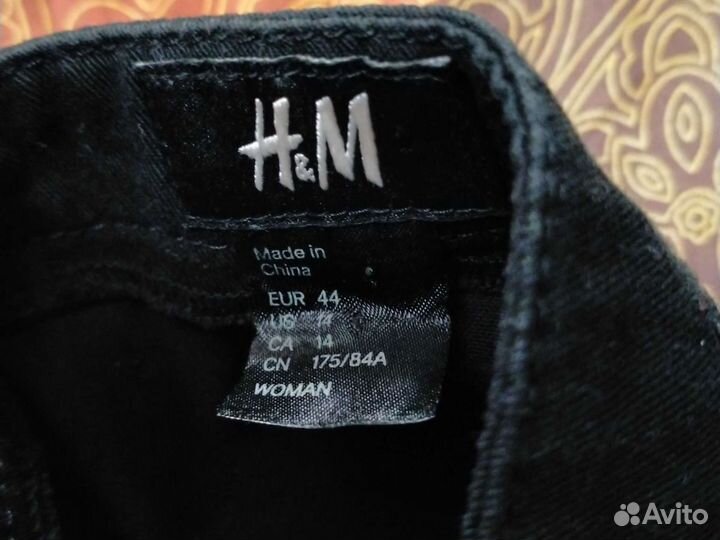 H&M
Made in
China
EUR 44
US 14
CA 14
CN 175/84A
WOMAN
Avito